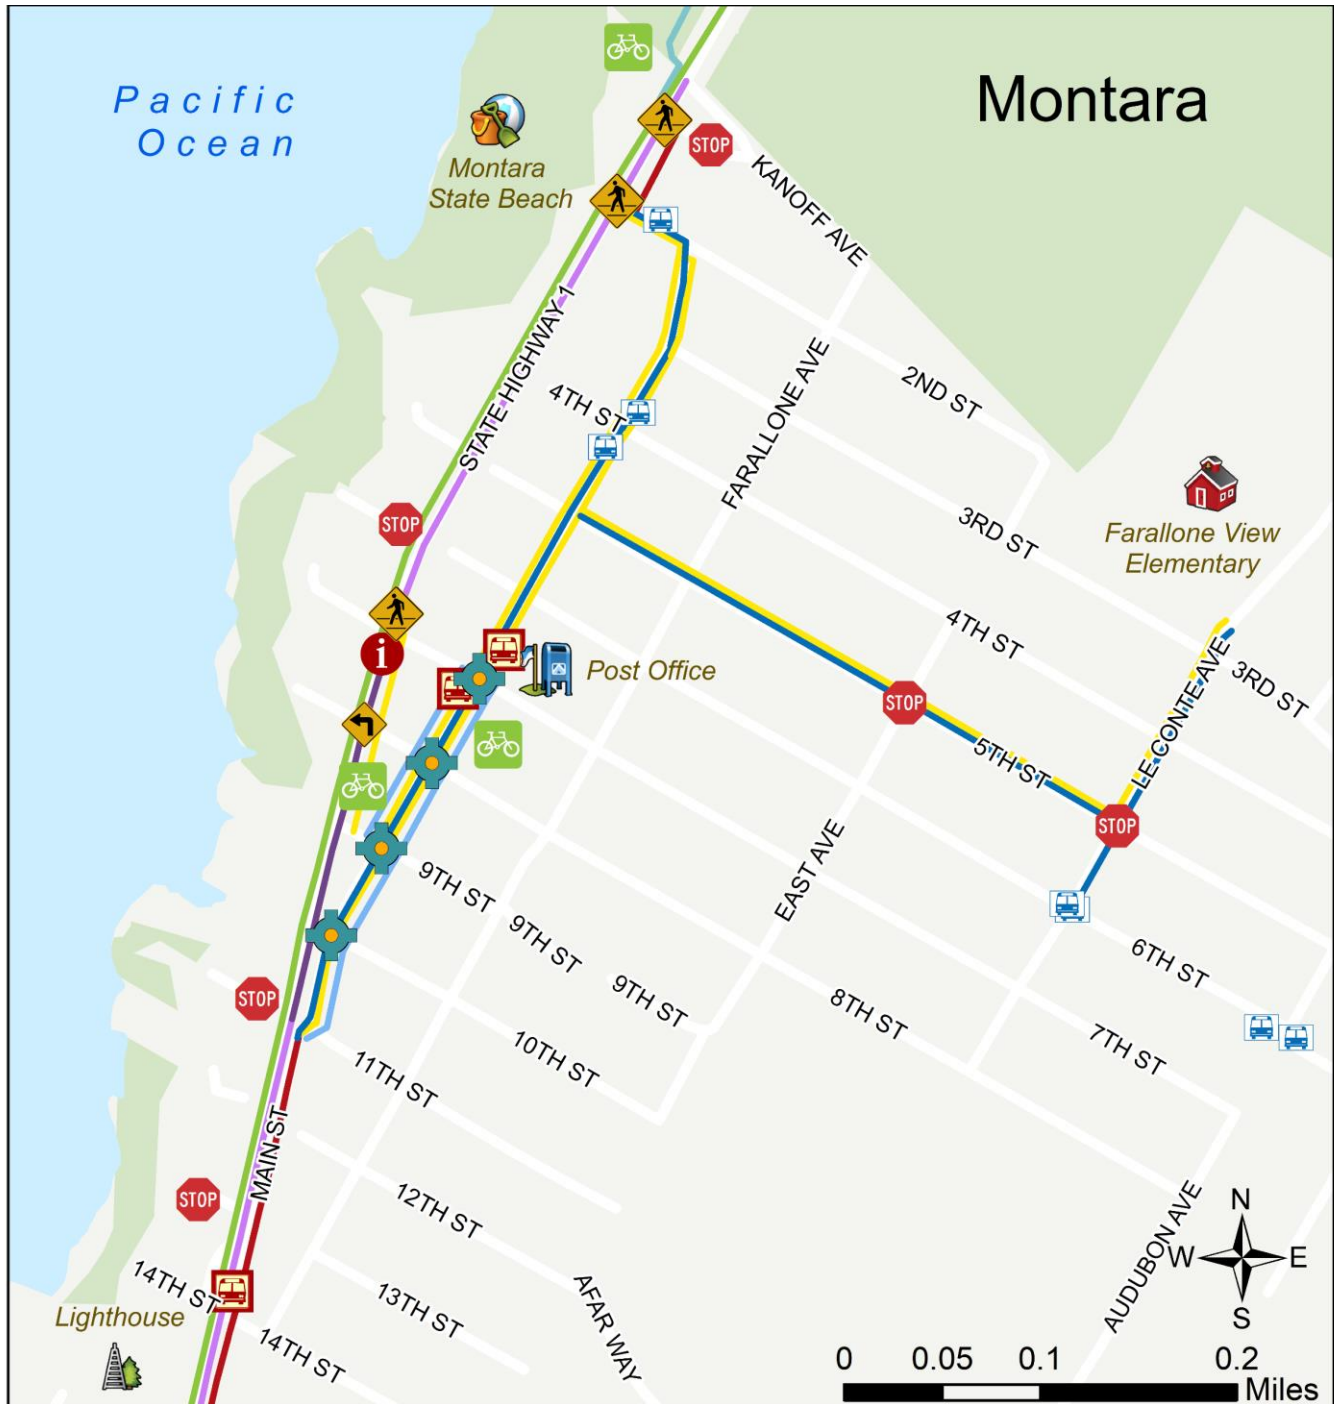 Montara
Pacific
Ocean
Montara
State Beach
STOP
KANOFF AVE
STATE HIGHWAY 1
FARALLONE AVE
2ND ST
4TH ST
STOP
3RD ST
Farallone View
Elementary
4TH ST
i
Post Office
STOP
3RD ST
LE CONTE AVE
5TH ST
STOP
9TH ST
9TH ST
9TH ST
EAST AVE
6TH ST
STOP
8TH ST
7TH ST
10TH ST
11TH ST
MAIN ST
STOP
12TH ST
AUDUBON AVE
N
W
E
S
14TH ST
13TH ST
AFAR WAY
Lighthouse
14TH ST
0
0.05
0.1
0.2
Miles